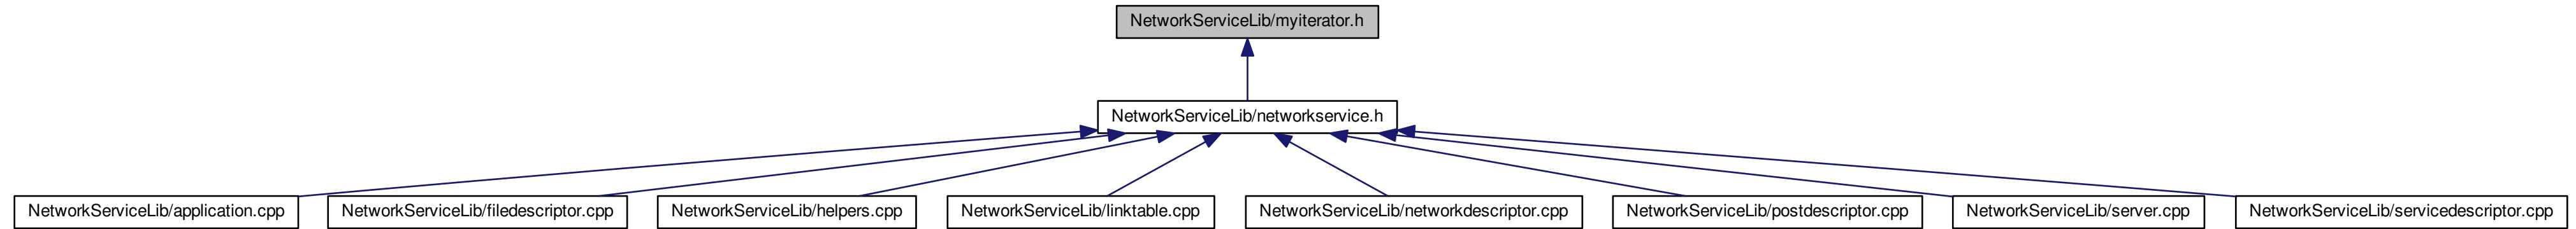 NetworkServiceLib/myiterator.h
NetworkServiceLib/networkservice.h
NetworkServiceLib/application.cpp
NetworkServiceLib/filedescriptor.cpp
NetworkServiceLib/helpers.cpp
NetworkServiceLib/linktable.cpp
NetworkServiceLib/networkdescriptor.cpp
NetworkServiceLib/postdescriptor.cpp
NetworkServiceLib/server.cpp
NetworkServiceLib/servicedescriptor.cpp